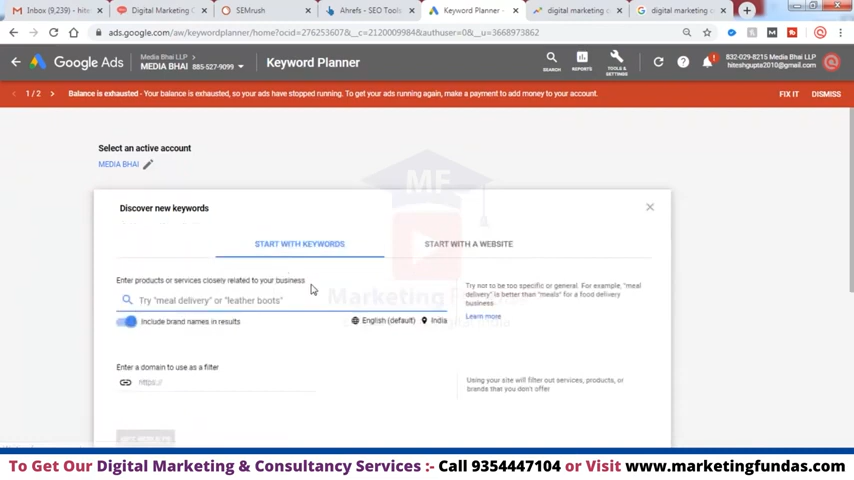 Inbox (9,239) - hite
Digital Marketing C
SEMrush
Ahrefs - SEO Tools
Keyword Planner -
digital marketing c
digital marketing c
ads.google.com/aw/keywordplanner/home?ocid=276253607&__c=2120009984&authuser=0&__u=3668973862
Google Ads
Media Bhai LLP >
MEDIA BHAI 885-527-9099
Keyword Planner
SEARCH
REPORTS
TOOLS &
SETTINGS
832-029-8215 Media Bhai LLP
hiteshgupta2010@gmail.com
1 / 2
Balance is exhausted - Your balance is exhausted, so your ads have stopped running. To get your ads running again, make a payment to add money to your account.
FIX IT
DISMISS
Select an active account
MEDIA BHAI
MF
Discover new keywords
START WITH KEYWORDS
START WITH A WEBSITE
Enter products or services closely related to your business
Try "meal delivery" or "leather boots"
Include brand names in results
English (default)
India
Try not to be too specific or general. For example, "meal
delivery" is better than "meals" for a food delivery
business
Learn more
Enter a domain to use as a filter
https://
Using your site will filter out services, products, or
brands that you don't offer
To Get Our Digital Marketing & Consultancy Services :- Call 9354447104 or Visit www.marketingfundas.com